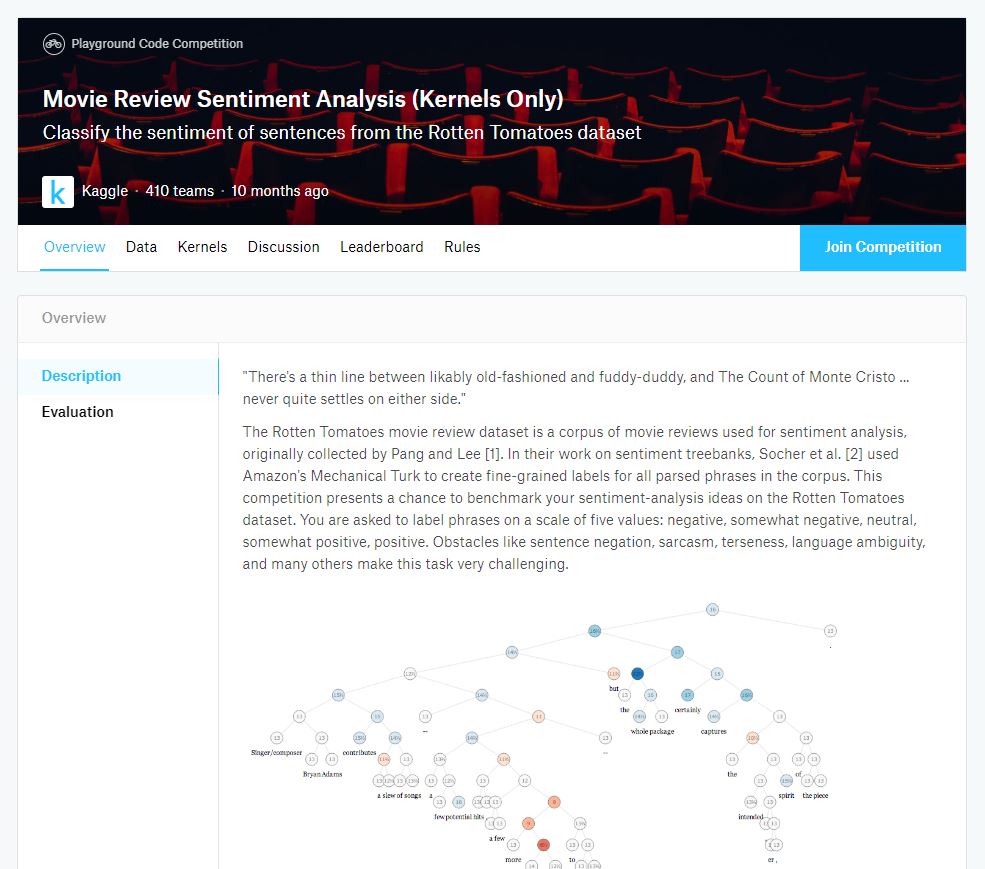 Playground Code Competition
Movie Review Sentiment Analysis (Kernels Only)
Classify the sentiment of sentences from the Rotten Tomatoes dataset
k Kaggle · 410 teams · 10 months ago
Overview Data Kernels Discussion Leaderboard Rules Join Competition
Overview
Description
Evaluation
"There's a thin line between likably old-fashioned and fuddy-duddy, and The Count of Monte Cristo ...
never quite settles on either side."
The Rotten Tomatoes movie review dataset is a corpus of movie reviews used for sentiment analysis,
originally collected by Pang and Lee [1]. In their work on sentiment treebanks, Socher et al. [2] used
Amazon's Mechanical Turk to create fine-grained labels for all parsed phrases in the corpus. This
competition presents a chance to benchmark your sentiment-analysis ideas on the Rotten Tomatoes
dataset. You are asked to label phrases on a scale of five values: negative, somewhat negative, neutral,
somewhat positive, positive. Obstacles like sentence negation, sarcasm, terseness, language ambiguity,
and many others make this task very challenging.
but
the certainly
whole package captures
Singer/composer contributes -- --
Bryan Adams the of
a slew of songs a spirit the piece
few potential hits intended
a few
more to er ,
.